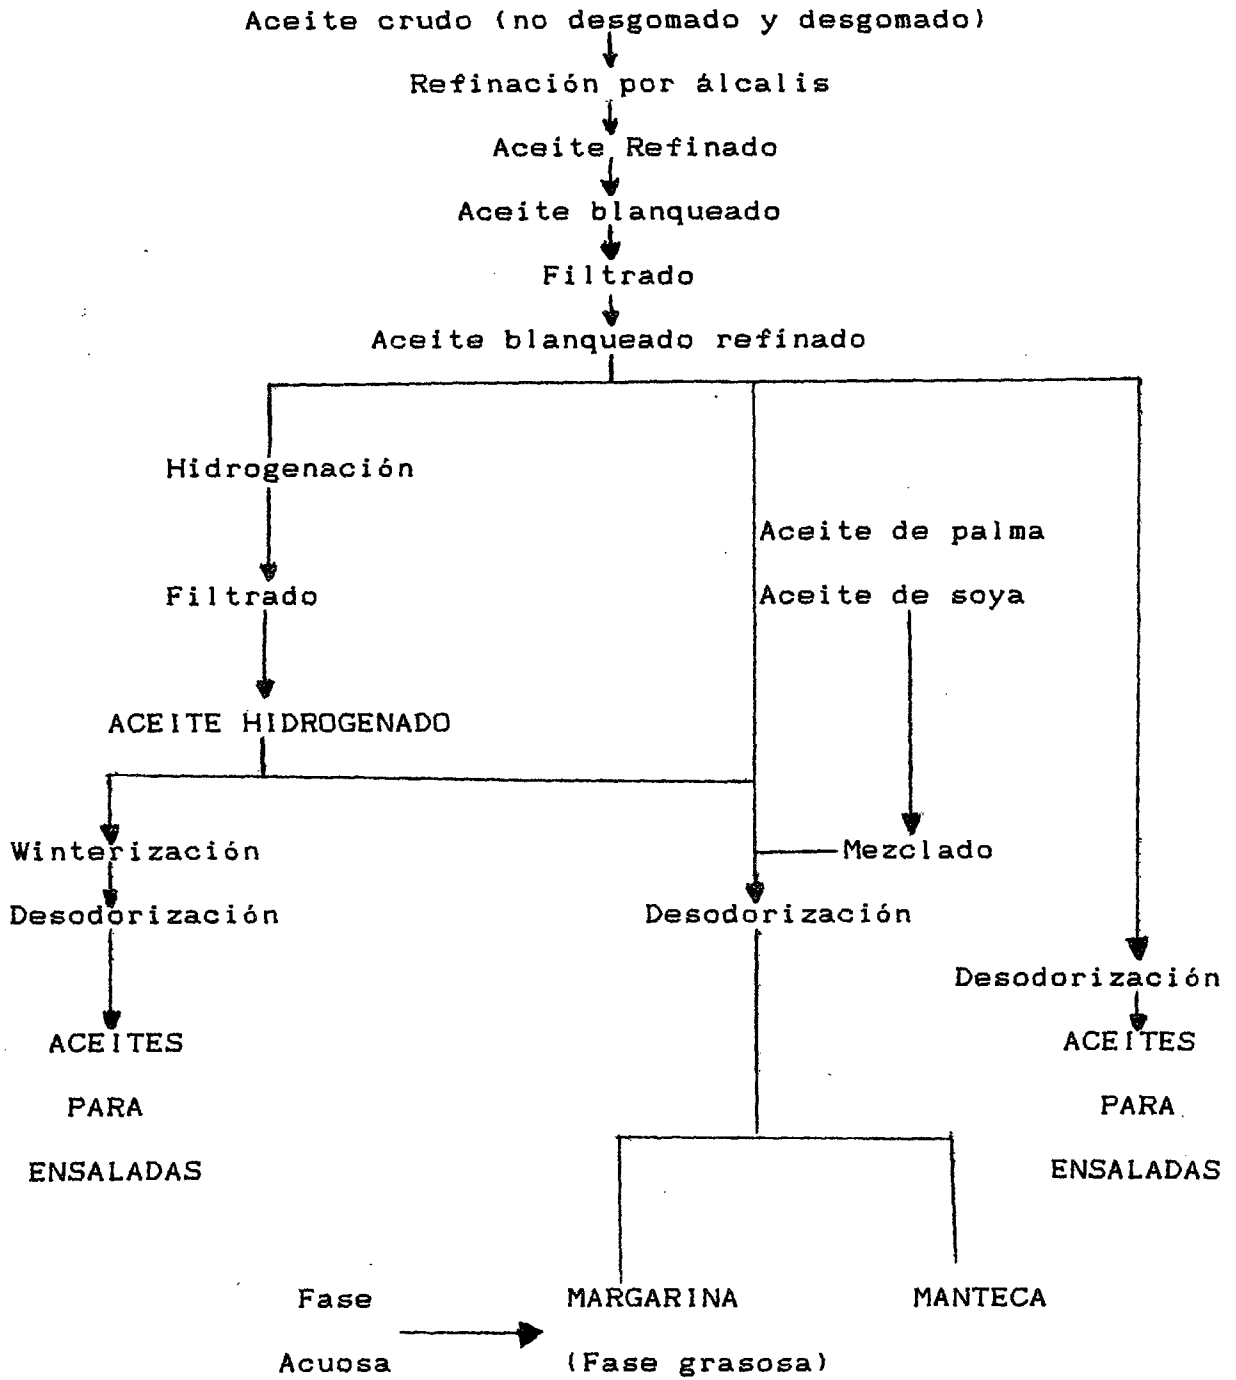 Aceite crudo (no desgomado y desgomado)
Refinación por álcalis
Aceite Refinado
Aceite blanqueado
Filtrado
Aceite blanqueado refinado
Hidrogenación
Aceite de palma
Filtrado
Aceite de soya
ACEITE HIDROGENADO
Winterización
Mezclado
Desodorización
Desodorización
Desodorización
ACEITES
PARA
ENSALADAS
ACEITES
PARA
ENSALADAS
Fase
Acuosa
MARGARINA
(Fase grasosa)
MANTECA